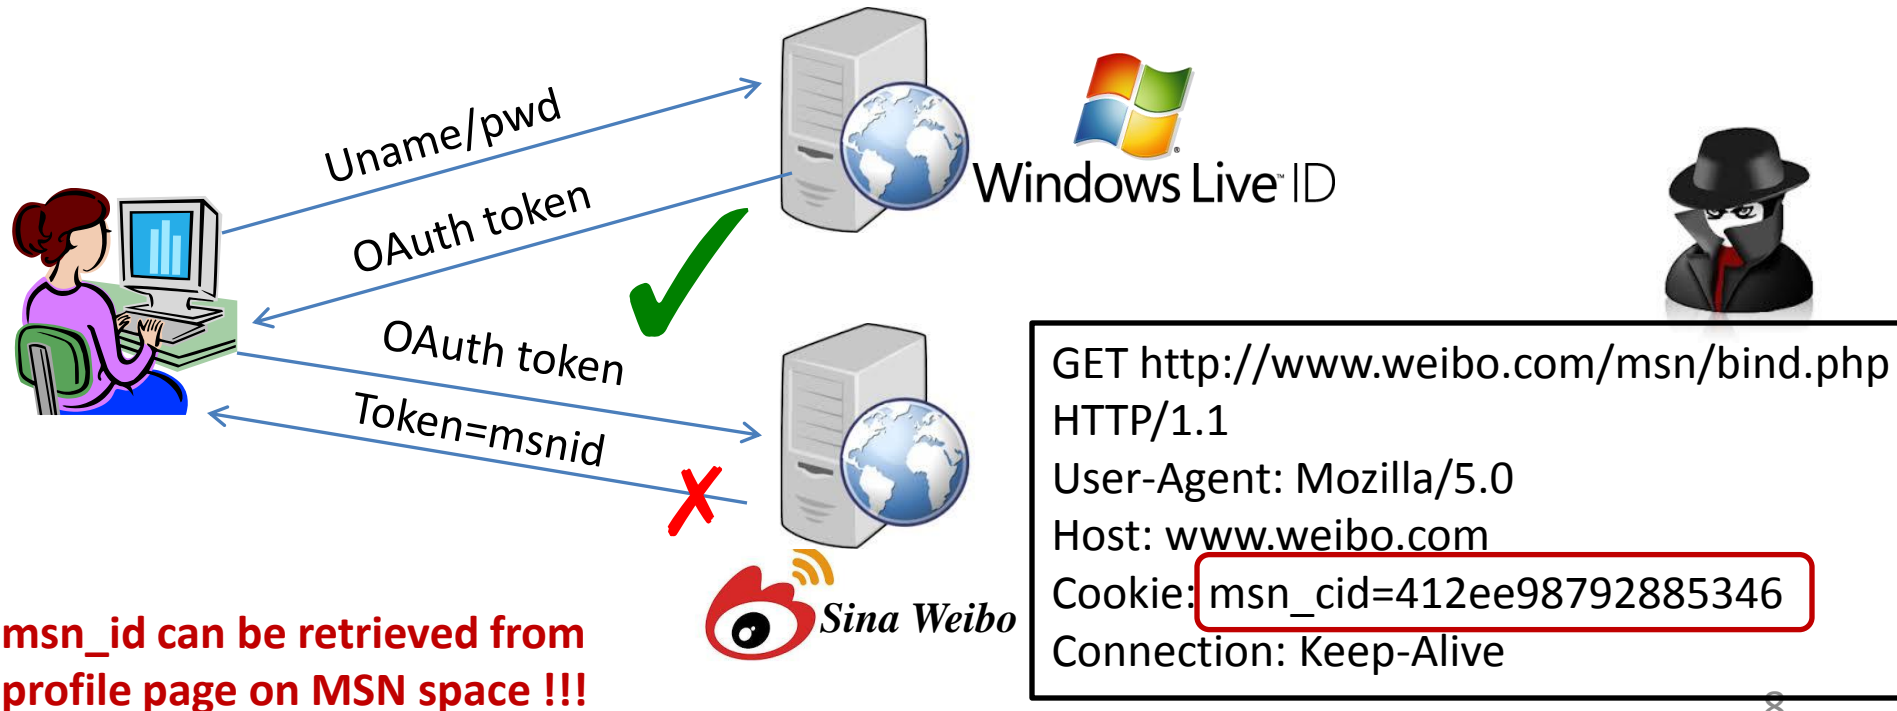 Uname/pwd
OAuth token
Windows Live™ ID
OAuth token
Token=msnid
Sina Weibo
msn_id can be retrieved from
profile page on MSN space !!!
GET http://www.weibo.com/msn/bind.php
HTTP/1.1
User-Agent: Mozilla/5.0
Host: www.weibo.com
Cookie: msn_cid=412ee98792885346
Connection: Keep-Alive